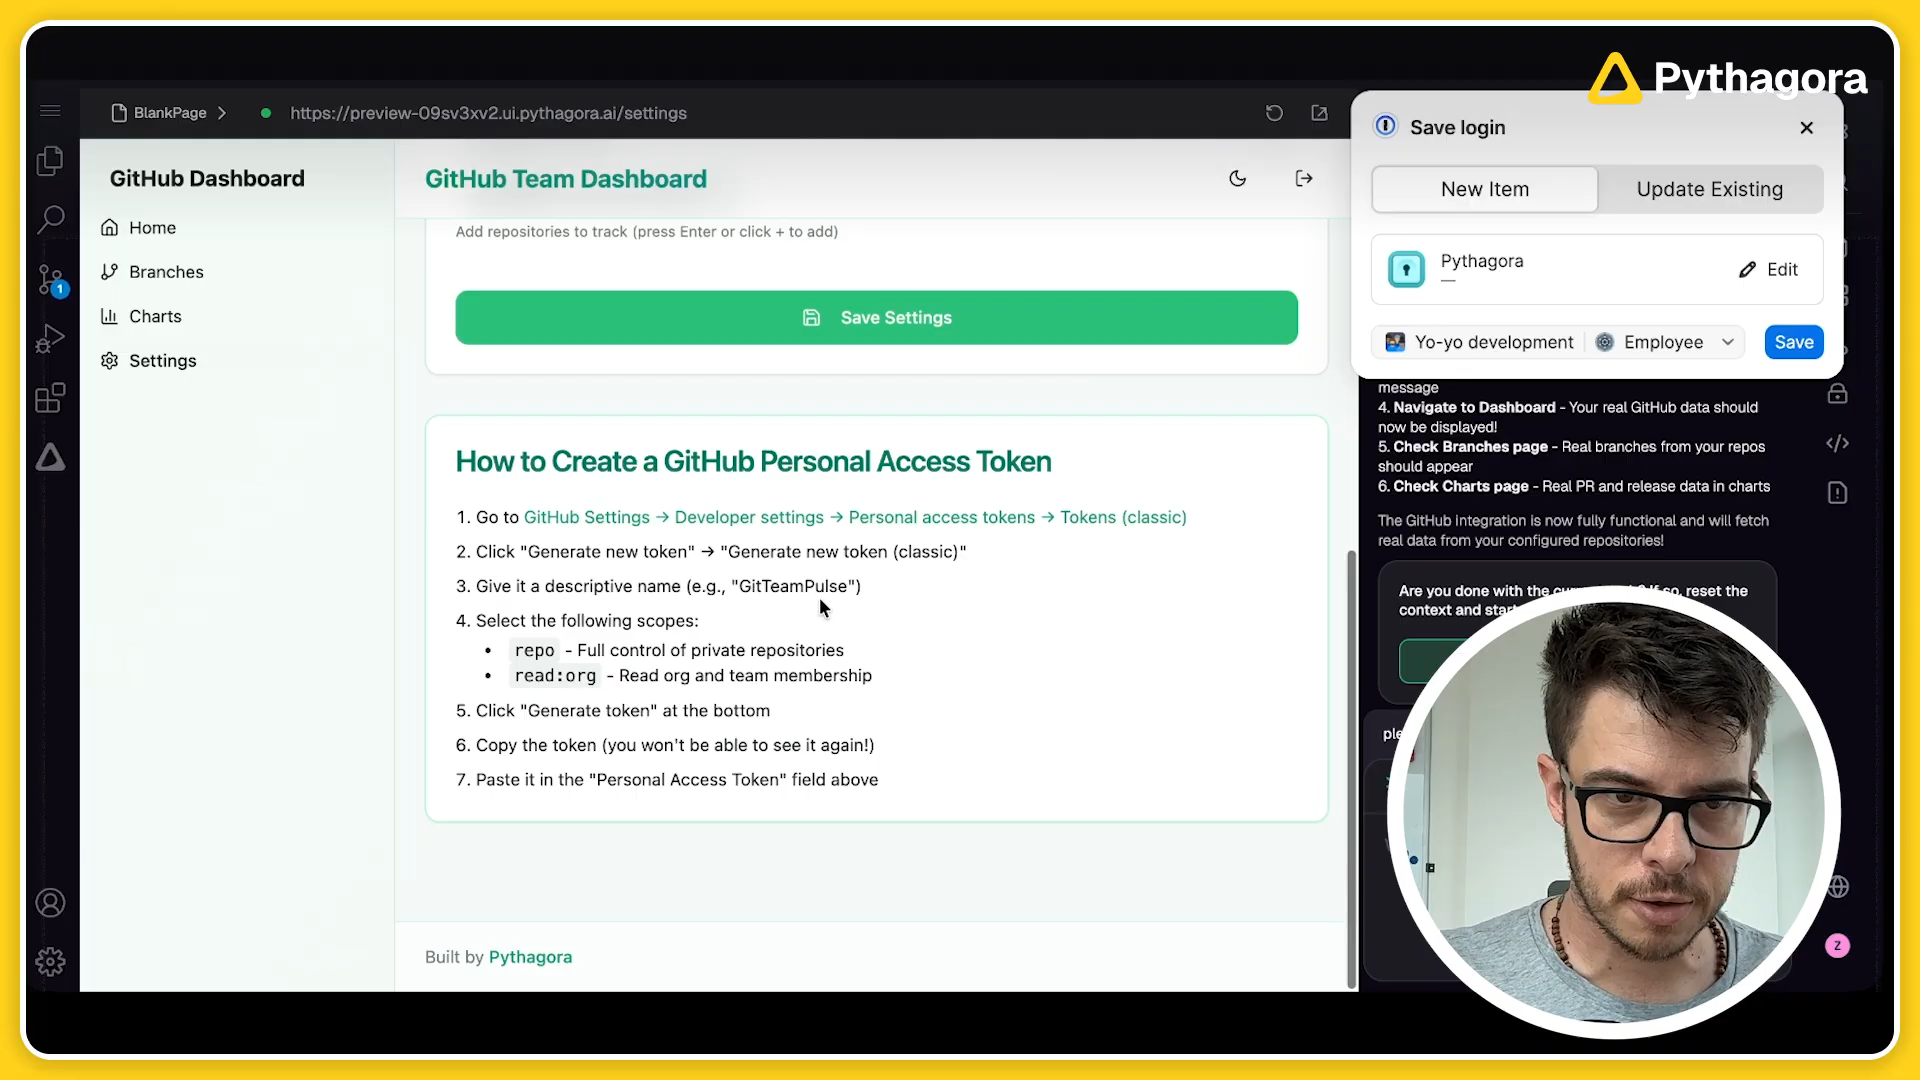 Pythagora
BlankPage
https://preview-09sv3xv2.ui.pythagora.ai/settings
Save login
New Item
Update Existing
Pythagora
—
Edit
Yo-yo development
Employee
Save
GitHub Dashboard
Home
Branches
Charts
Settings
1
GitHub Team Dashboard
Add repositories to track (press Enter or click + to add)
Save Settings
How to Create a GitHub Personal Access Token
1. Go to GitHub Settings → Developer settings → Personal access tokens → Tokens (classic)
2. Click "Generate new token" → "Generate new token (classic)"
3. Give it a descriptive name (e.g., "GitTeamPulse")
4. Select the following scopes:
• repo - Full control of private repositories
• read:org - Read org and team membership
5. Click "Generate token" at the bottom
6. Copy the token (you won't be able to see it again!)
7. Paste it in the "Personal Access Token" field above
Built by Pythagora
message
4. Navigate to Dashboard - Your real GitHub data should
now be displayed!
5. Check Branches page - Real branches from your repos
should appear
6. Check Charts page - Real PR and release data in charts
The GitHub integration is now fully functional and will fetch
real data from your configured repositories!
Are you done with the reset the
context and
Z